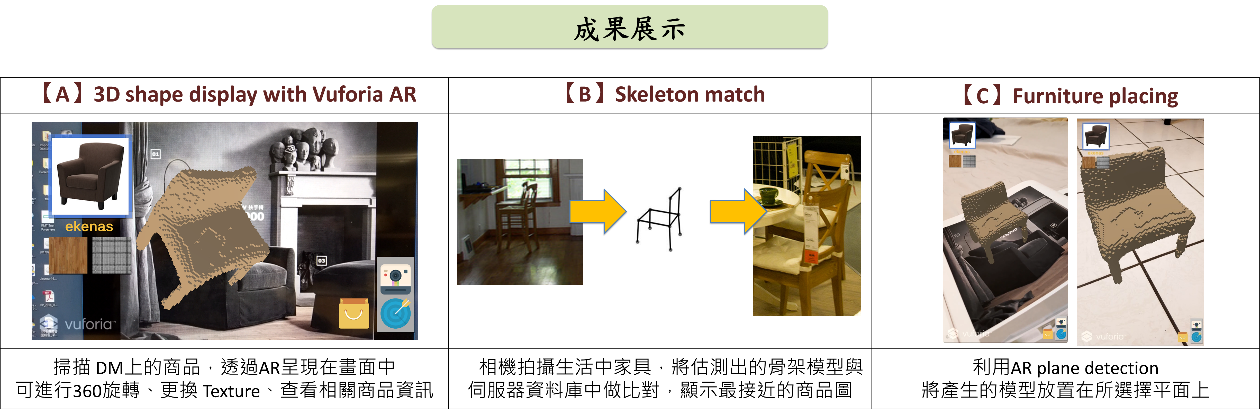 成果展示
【A】3D shape display with Vuforia AR
【B】Skeleton match
【C】Furniture placing
01
ekenas
03
vuforia™
vuforia
vuforia
掃描 DM上的商品，透過AR呈現在畫面中
可進行360旋轉、更換 Texture、查看相關商品資訊
相機拍攝生活中家具，將估測出的骨架模型與
伺服器資料庫中做比對，顯示最接近的商品圖
利用AR plane detection
將產生的模型放置在所選擇平面上